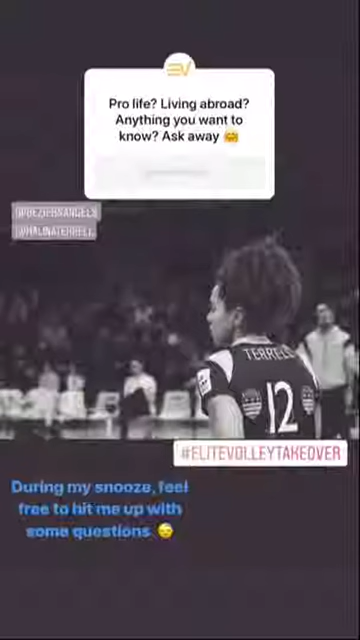 EV
Pro life? Living abroad?
Anything you want to
know? Ask away 🤗
@BEZIERSANGELS
@MALINATERRELL
TERRELL
12
#ELITEVOLLEYTAKEOVER
During my snooze, feel
free to hit me up with
some questions 😴